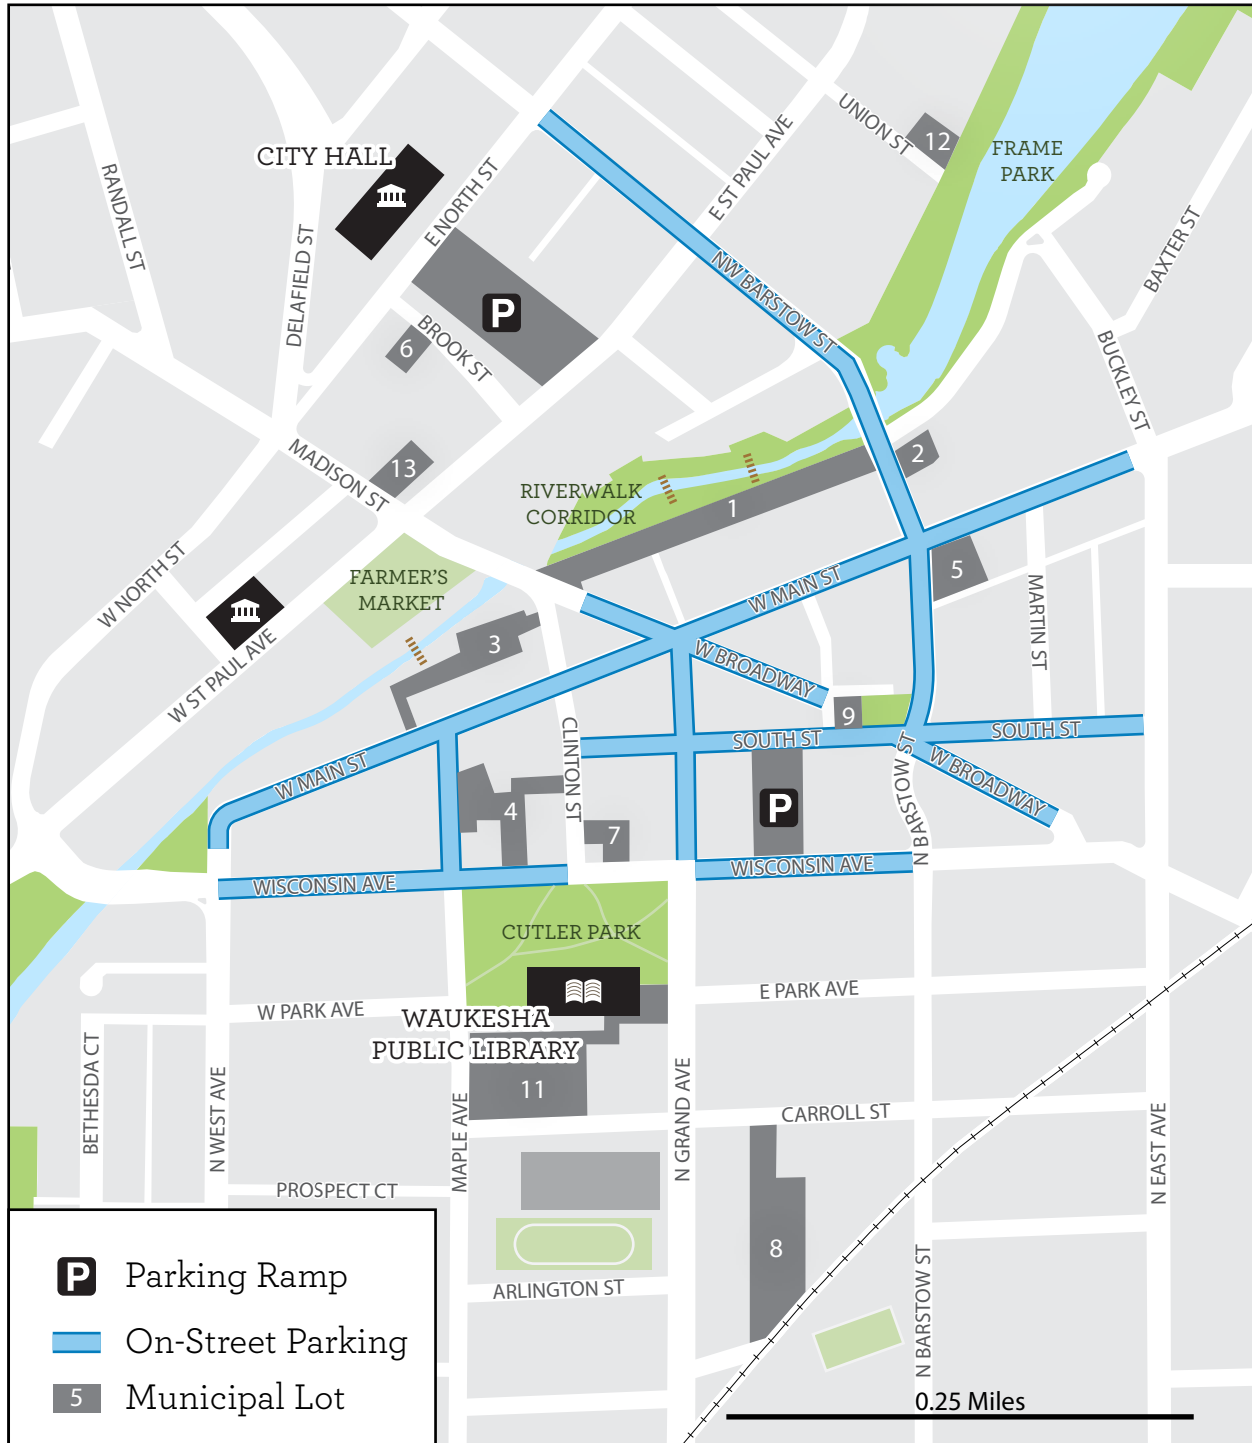 CITY HALL
UNION ST
12
FRAME
PARK
E ST PAUL AVE
E NORTH ST
RANDALL ST
DELAFIELD ST
BAXTER ST
NW BARSTOW ST
P
BROOK ST
6
BUCKLEY ST
MADISON ST
13
2
RIVERWALK
CORRIDOR
1
W NORTH ST
FARMER'S
MARKET
W MAIN ST
5
MARTIN ST
3
W ST PAUL AVE
W BROADWAY
9
CLINTON ST
SOUTH ST
SOUTH ST
W MAIN ST
W BROADWAY
N BARSTOW ST
P
4
7
WISCONSIN AVE
WISCONSIN AVE
CUTLER PARK
E PARK AVE
W PARK AVE
WAUKESHA
PUBLIC LIBRARY
11
BETHESDA CT
N WEST AVE
MAPLE AVE
N GRAND AVE
CARROLL ST
N EAST AVE
PROSPECT CT
8
ARLINGTON ST
N BARSTOW ST
P Parking Ramp
On-Street Parking
5 Municipal Lot
0.25 Miles